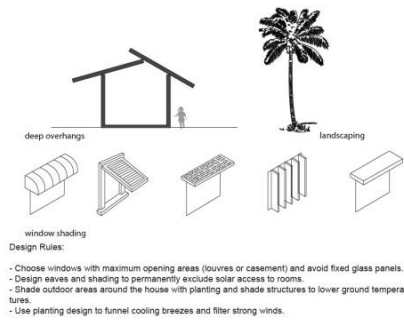 deep overhangs
landscaping
window shading
Design Rules:
- Choose windows with maximum opening areas (louvres or casement) and avoid fixed glass panels.
- Design eaves and shading to permanently exclude solar access to rooms.
- Shade outdoor areas around the house with planting and shade structures to lower ground tempera
tures.
- Use planting design to funnel cooling breezes and filter strong winds.